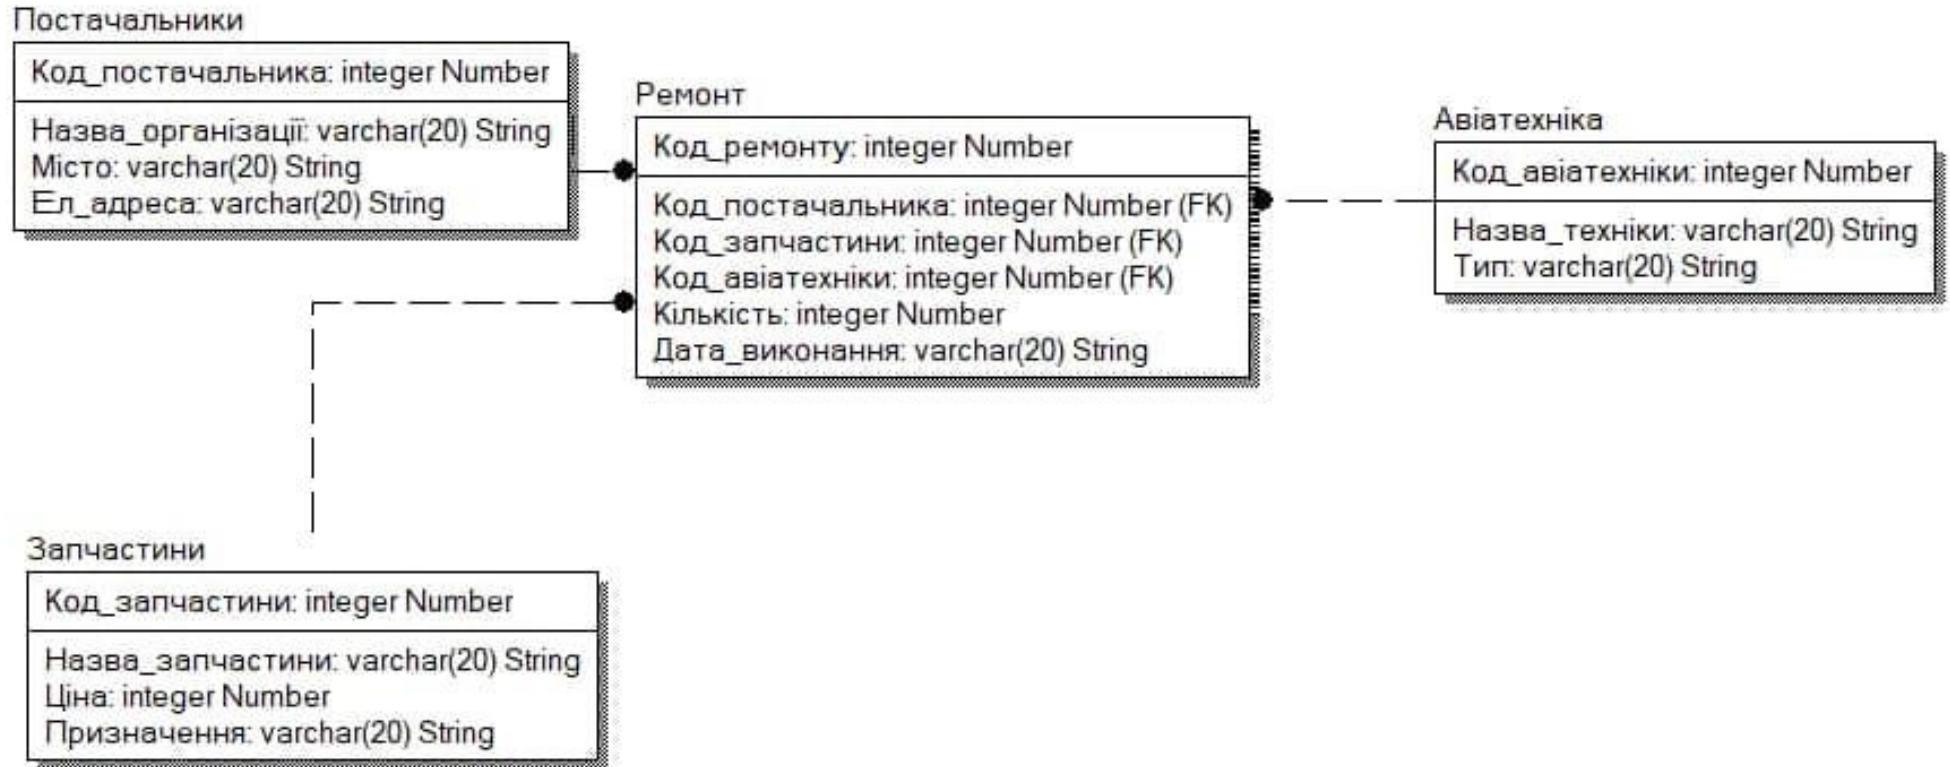 Постачальники
Код_постачальника: integer Number
Назва_організації: varchar(20) String
Місто: varchar(20) String
Ел_адреса: varchar(20) String
Ремонт
Код_ремонту: integer Number
Код_постачальника: integer Number (FK)
Код_запчастини: integer Number (FK)
Код_авіатехніки: integer Number (FK)
Кількість: integer Number
Дата_виконання: varchar(20) String
Авіатехніка
Код_авіатехніки: integer Number
Назва_техніки: varchar(20) String
Тип: varchar(20) String
Запчастини
Код_запчастини: integer Number
Назва_запчастини: varchar(20) String
Ціна: integer Number
Призначення: varchar(20) String